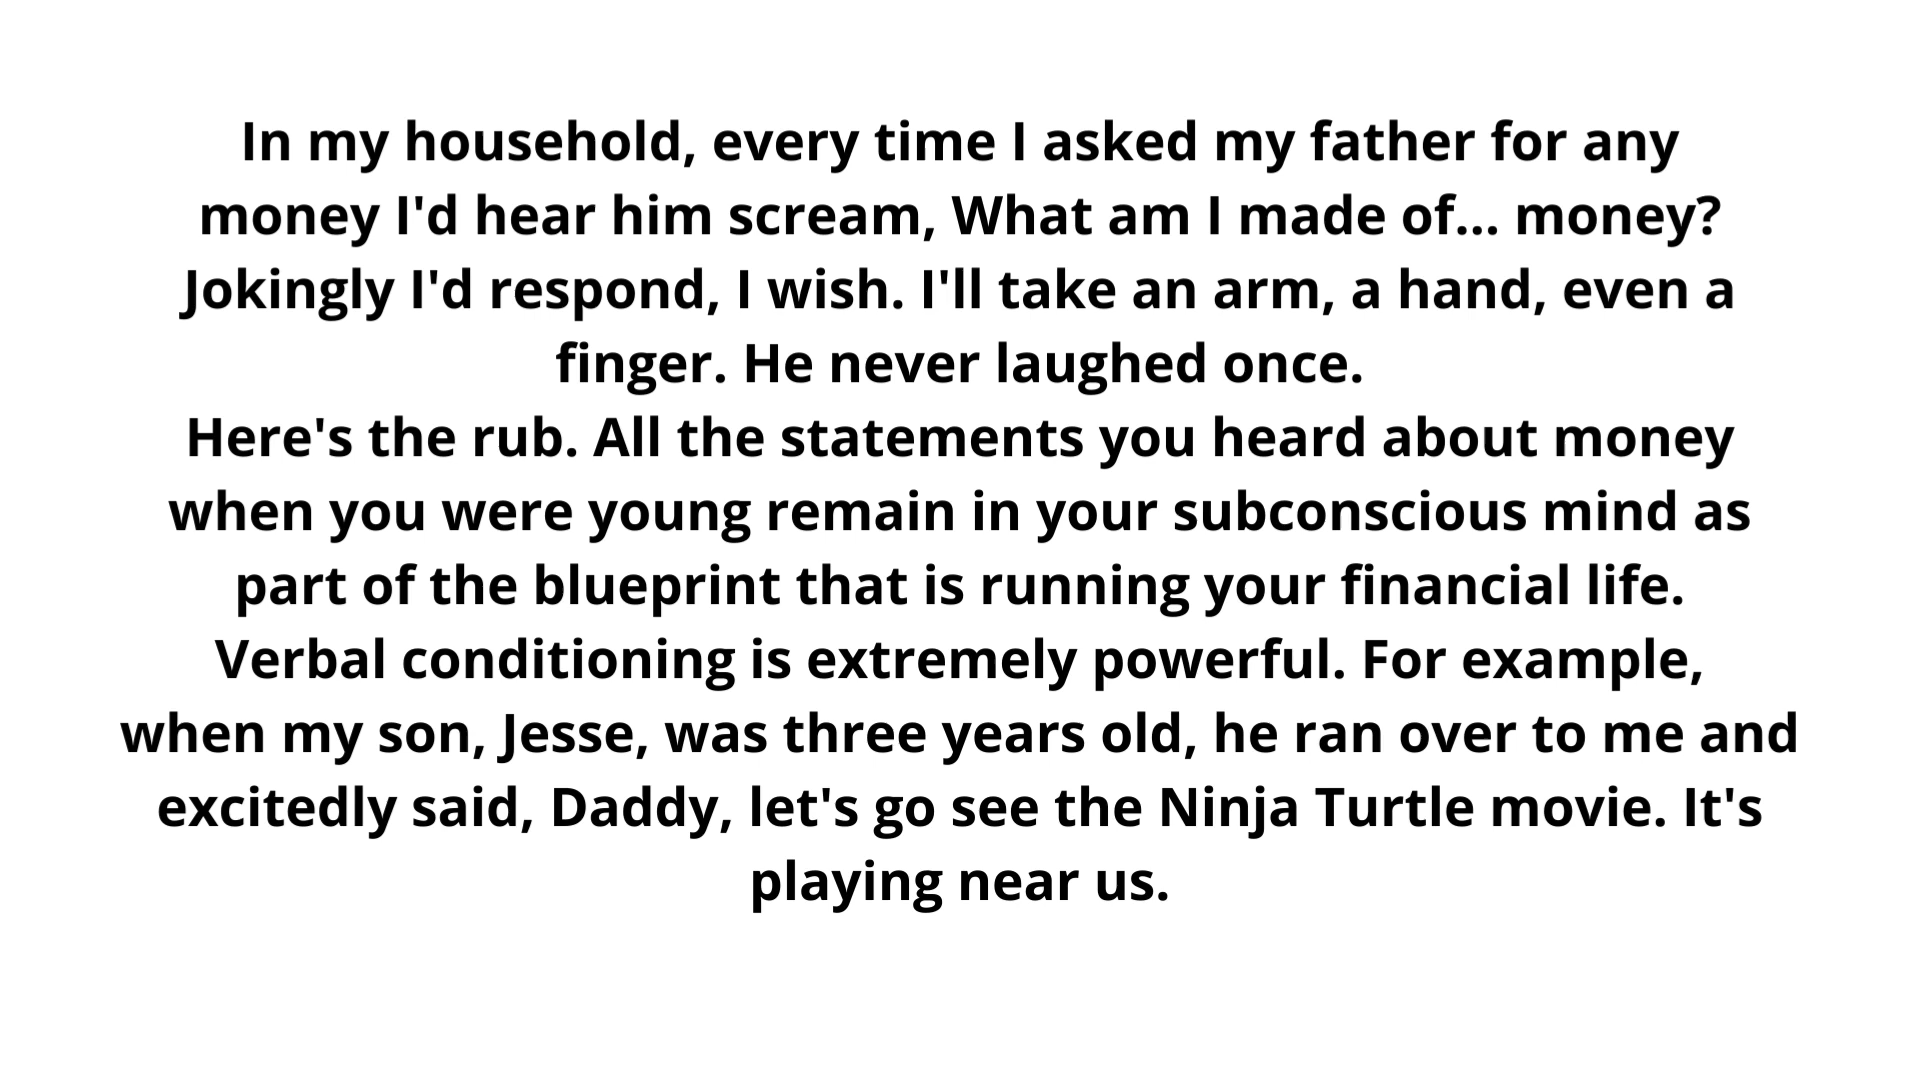 In my household, every time I asked my father for any
money I'd hear him scream, What am I made of... money?
Jokingly I'd respond, I wish. I'll take an arm, a hand, even a
finger. He never laughed once.
Here's the rub. All the statements you heard about money
when you were young remain in your subconscious mind as
part of the blueprint that is running your financial life.
Verbal conditioning is extremely powerful. For example,
when my son, Jesse, was three years old, he ran over to me and
excitedly said, Daddy, let's go see the Ninja Turtle movie. It's
playing near us.